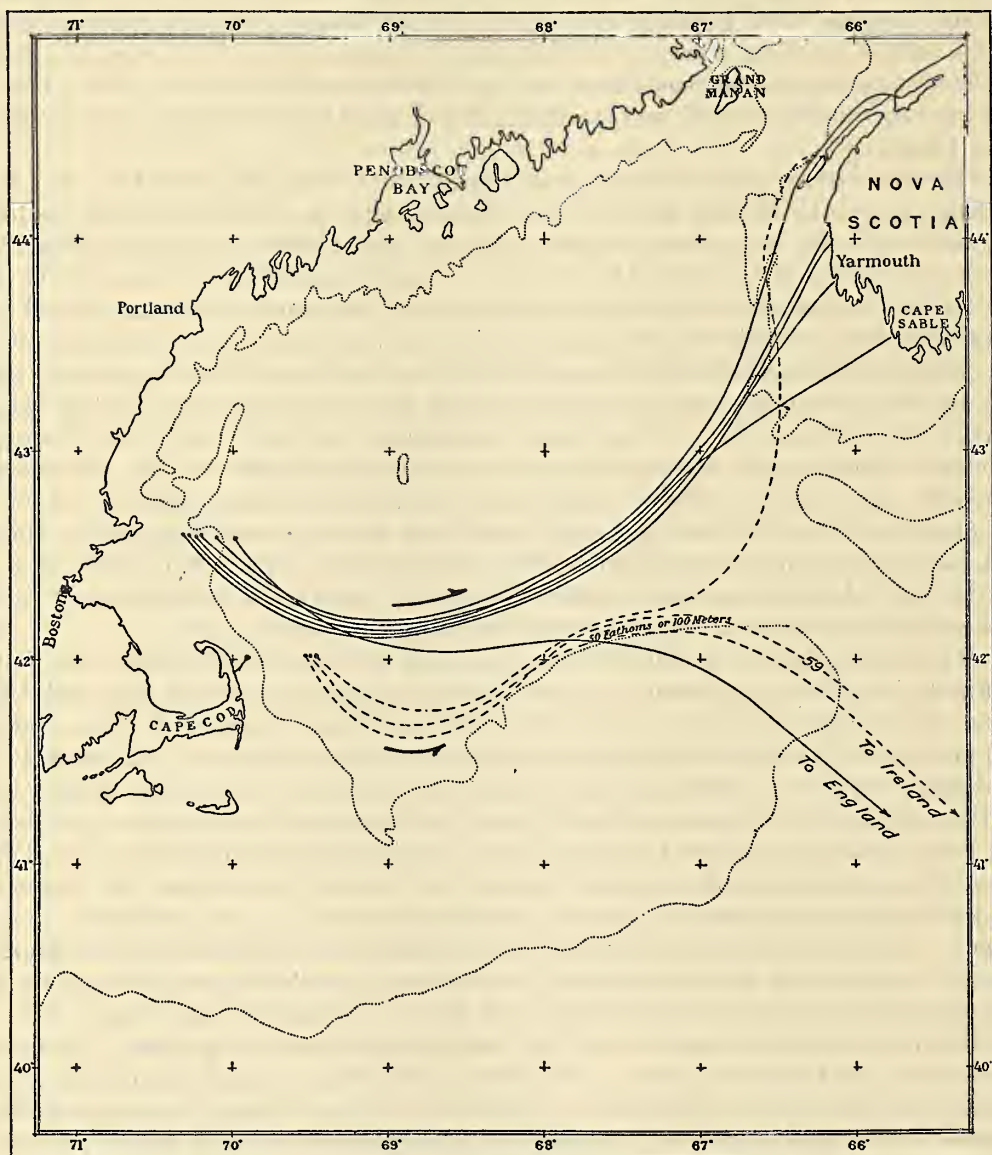 71° 70° 69° 68° 67° 66°
GRAND
MANAN
PENOBSCOT
BAY
NOVA
SCOTIA
44° 44°
Yarmouth
Portland
CAPE
SABLE
43° 43°
Boston
50 Fathoms or 100 Meters
42° 42°
59
CAPE COD
To Ireland
To England
41° 41°
40° 40°
71° 70° 69° 68° 67° 66°